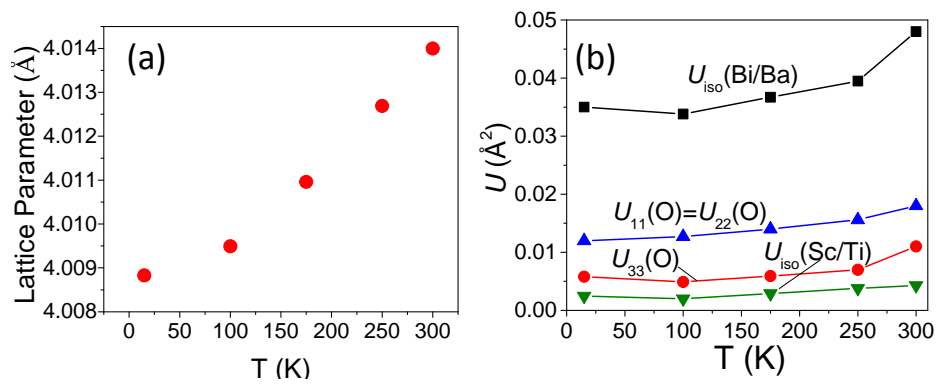 (a)
Lattice Parameter (Å)
4.014
4.013
4.012
4.011
4.010
4.009
4.008
0 50 100 150 200 250 300
T (K)
(b)
U (Å²)
0.05
0.04
0.03
0.02
0.01
0.00
U_iso(Bi/Ba)
U₁₁(O)=U₂₂(O)
U₃₃(O)
U_iso(Sc/Ti)
0 50 100 150 200 250 300
T (K)